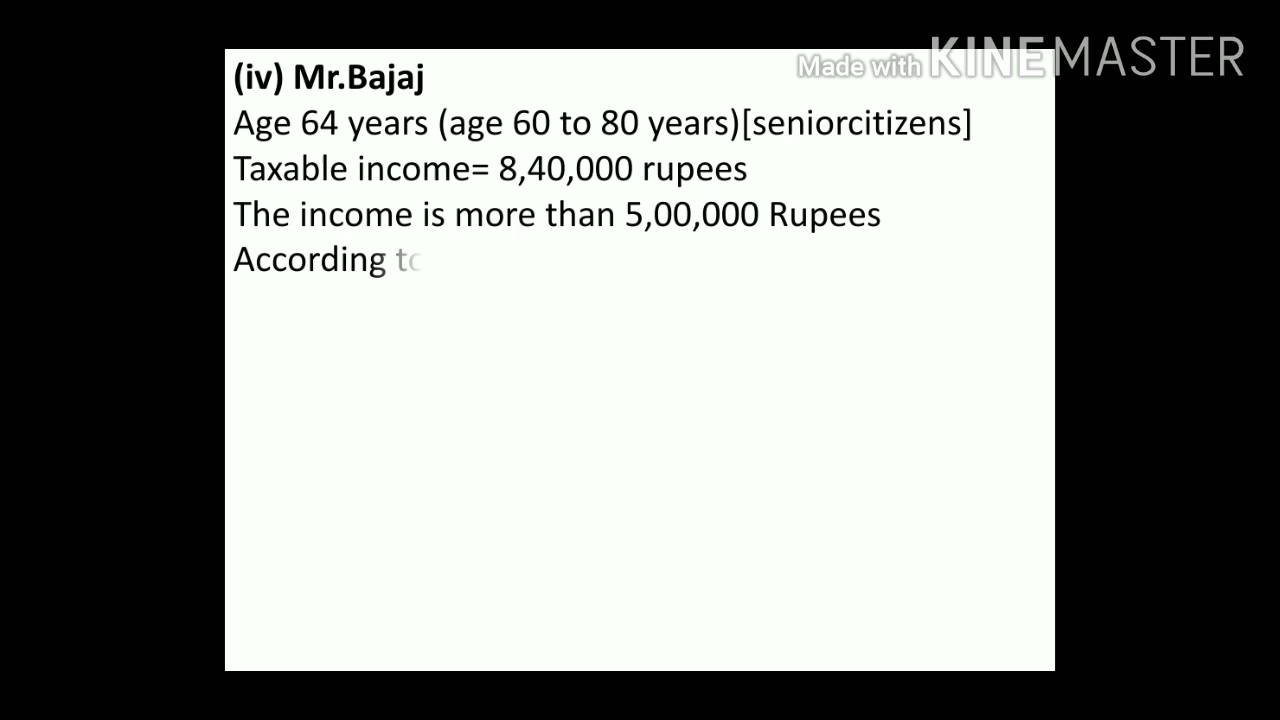 Made with KINEMASTER
(iv) Mr.Bajaj
Age 64 years (age 60 to 80 years)[seniorcitizens]
Taxable income= 8,40,000 rupees
The income is more than 5,00,000 Rupees
According to